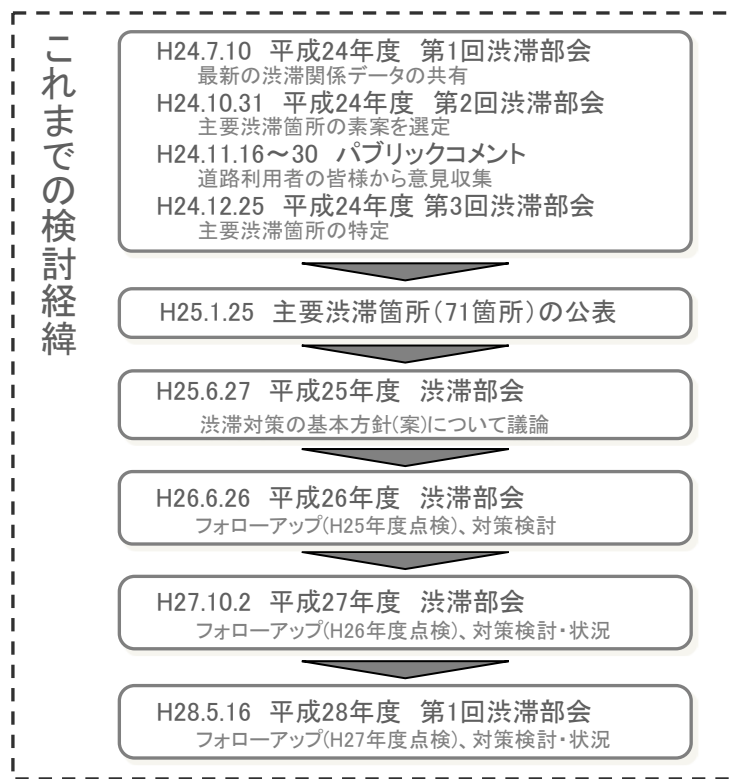 これまでの検討経緯
H24.7.10 平成24年度 第1回渋滞部会
最新の渋滞関係データの共有
H24.10.31 平成24年度 第2回渋滞部会
主要渋滞箇所の素案を選定
H24.11.16～30 パブリックコメント
道路利用者の皆様から意見収集
H24.12.25 平成24年度 第3回渋滞部会
主要渋滞箇所の特定
H25.1.25 主要渋滞箇所(71箇所)の公表
H25.6.27 平成25年度 渋滞部会
渋滞対策の基本方針(案)について議論
H26.6.26 平成26年度 渋滞部会
フォローアップ(H25年度点検)、対策検討
H27.10.2 平成27年度 渋滞部会
フォローアップ(H26年度点検)、対策検討・状況
H28.5.16 平成28年度 第1回渋滞部会
フォローアップ(H27年度点検)、対策検討・状況